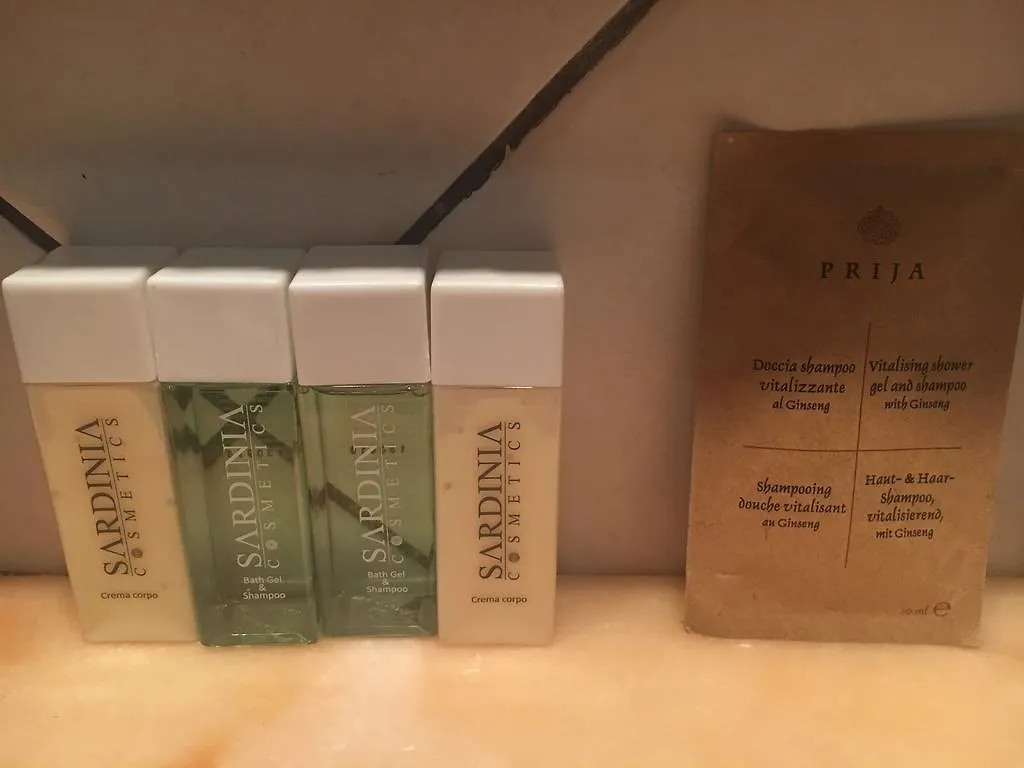 SARDINIA
COSMETICS
Crema corpo
SARDINIA
COSMETICS
Bath Gel
&
Shampoo
SARDINIA
COSMETICS
Bath Gel
&
Shampoo
SARDINIA
COSMETICS
Crema corpo
PRIJA
Doccia shampoo
vitalizzante
al Ginseng
Vitalising shower
gel and shampoo
with Ginseng
Shampooing
douche vitalisant
au Ginseng
Haut- & Haar-
Shampoo,
vitalisierend,
mit Ginseng
ml e